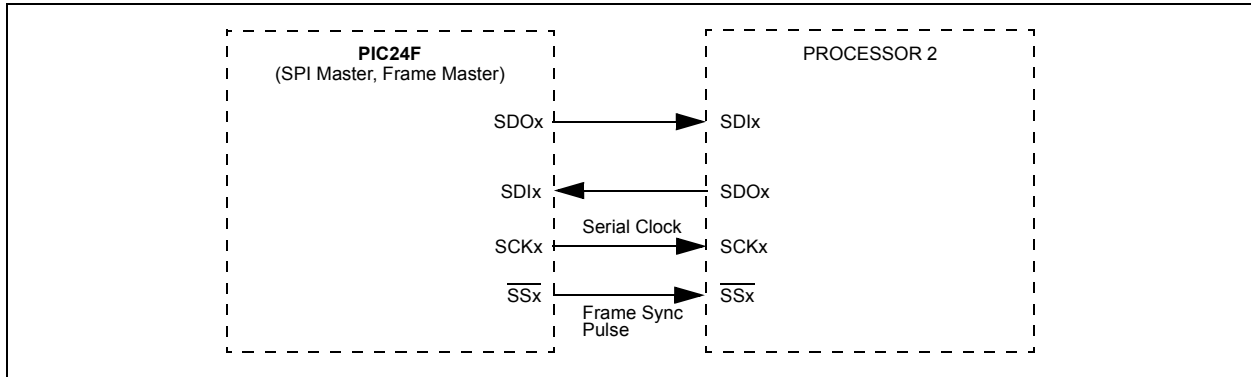 PIC24F
(SPI Master, Frame Master)
PROCESSOR 2
SDOx
SDIx
SDIx
SDOx
Serial Clock
SCKx
SCKx
SSx
SSx
Frame Sync
Pulse